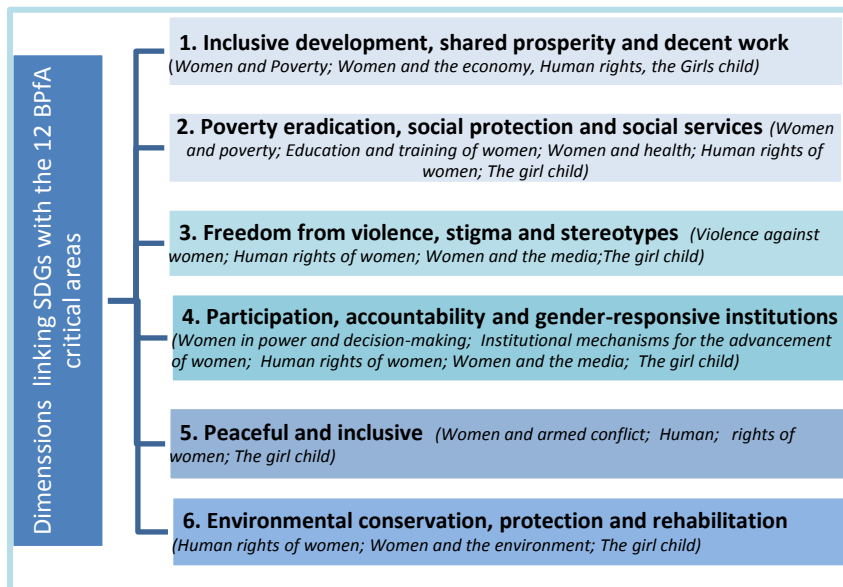 Dimenssions linking SDGs with the 12 BPfA
critical areas
1. Inclusive development, shared prosperity and decent work
(Women and Poverty; Women and the economy, Human rights, the Girls child)
2. Poverty eradication, social protection and social services (Women
and poverty; Education and training of women; Women and health; Human rights of
women; The girl child)
3. Freedom from violence, stigma and stereotypes (Violence against
women; Human rights of women; Women and the media;The girl child)
4. Participation, accountability and gender-responsive institutions
(Women in power and decision-making; Institutional mechanisms for the advancement
of women; Human rights of women; Women and the media; The girl child)
5. Peaceful and inclusive (Women and armed conflict; Human; rights of
women; The girl child)
6. Environmental conservation, protection and rehabilitation
(Human rights of women; Women and the environment; The girl child)